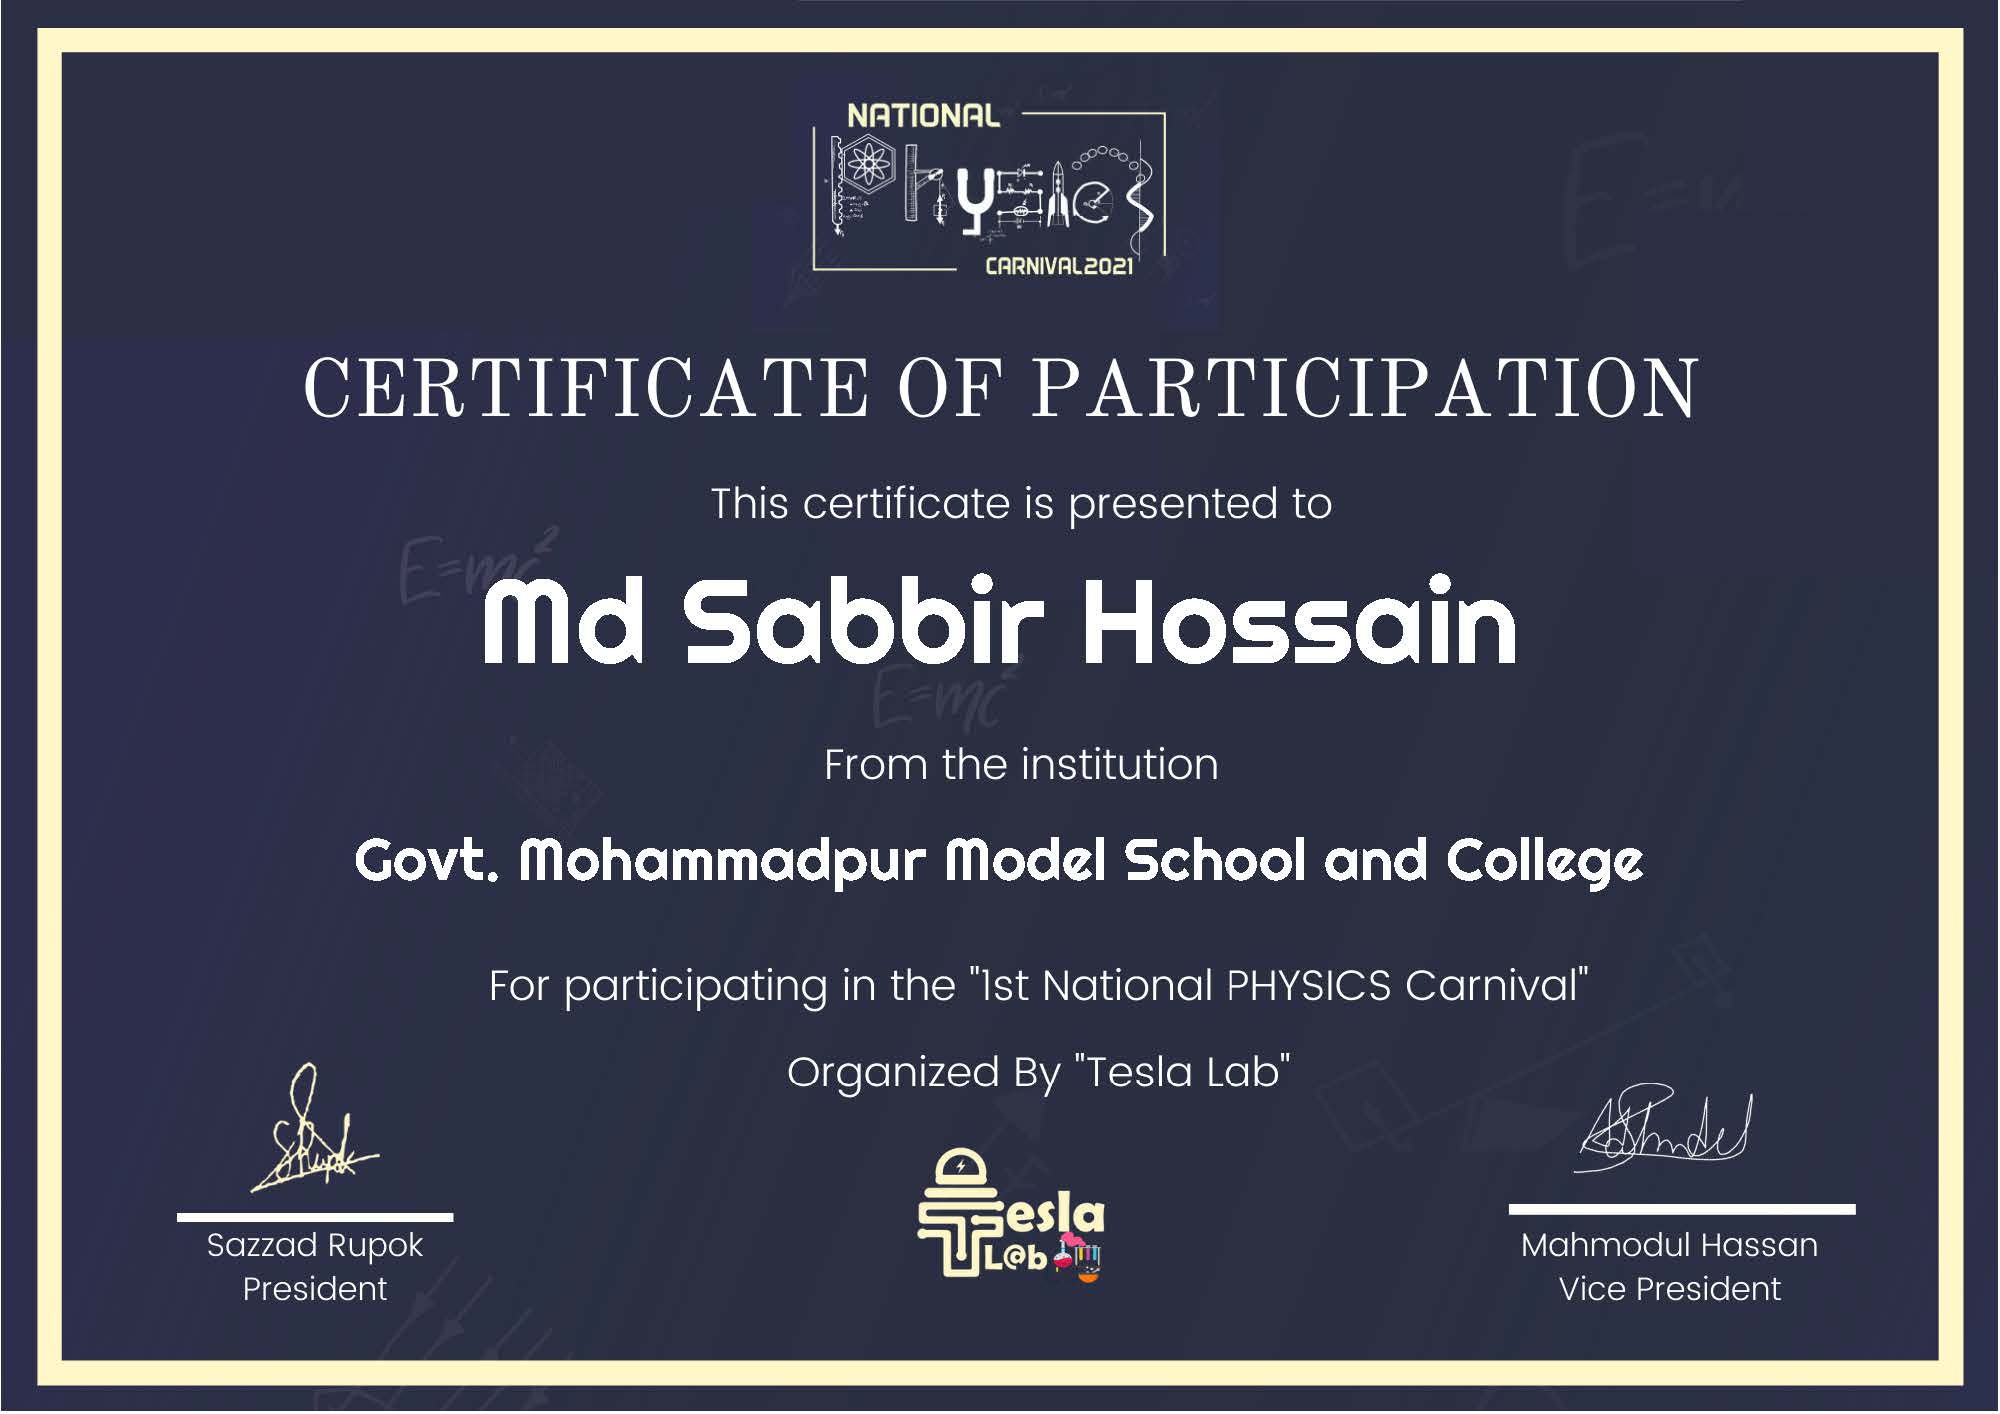 NATIONAL
Physics
CARNIVAL2021
CERTIFICATE OF PARTICIPATION
This certificate is presented to
E=mc²
Md Sabbir Hossain
E=mc²
From the institution
Govt. Mohammadpur Model School and College
For participating in the "1st National PHYSICS Carnival"
Organized By "Tesla Lab"
Tesla
L@b
Sazzad Rupok
President
Mahmodul Hassan
Vice President